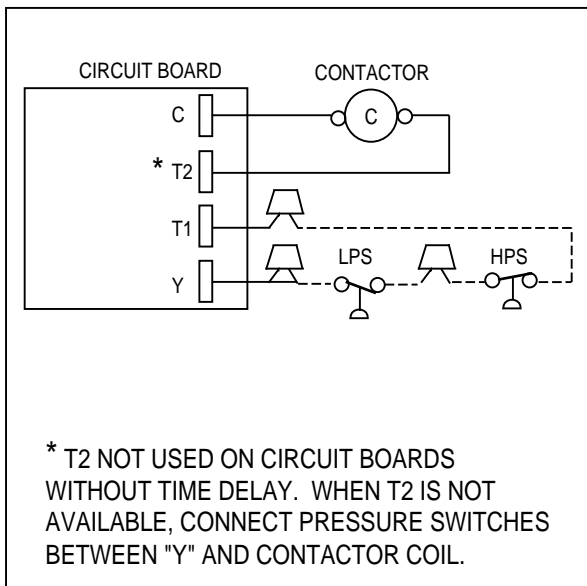 CIRCUIT BOARD
CONTACTOR
C
C
* T2
T1
LPS
HPS
Y
* T2 NOT USED ON CIRCUIT BOARDS
WITHOUT TIME DELAY. WHEN T2 IS NOT
AVAILABLE, CONNECT PRESSURE SWITCHES
BETWEEN "Y" AND CONTACTOR COIL.